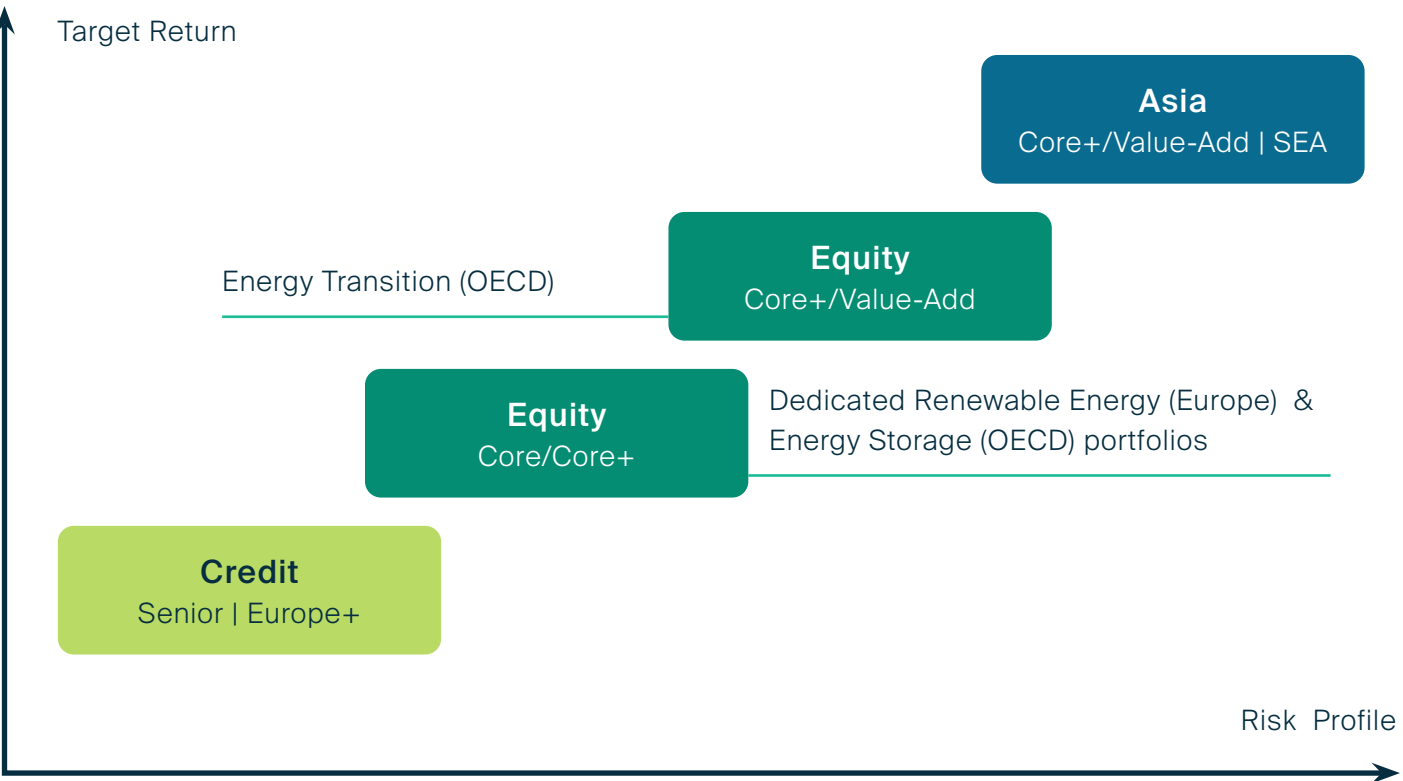 Target Return
Asia
Core+/Value-Add | SEA
Equity
Core+/Value-Add
Energy Transition (OECD)
Equity
Core/Core+
Dedicated Renewable Energy (Europe) &
Energy Storage (OECD) portfolios
Credit
Senior | Europe+
Risk Profile